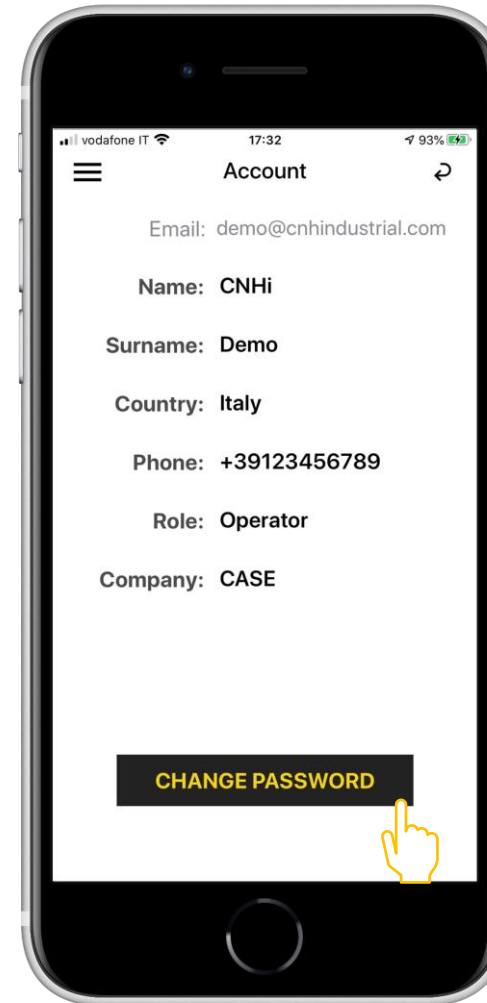 vodafone IT 17:32 93%
Account
Email: demo@cnhindustrial.com
Name: CNHi
Surname: Demo
Country: Italy
Phone: +39123456789
Role: Operator
Company: CASE
CHANGE PASSWORD